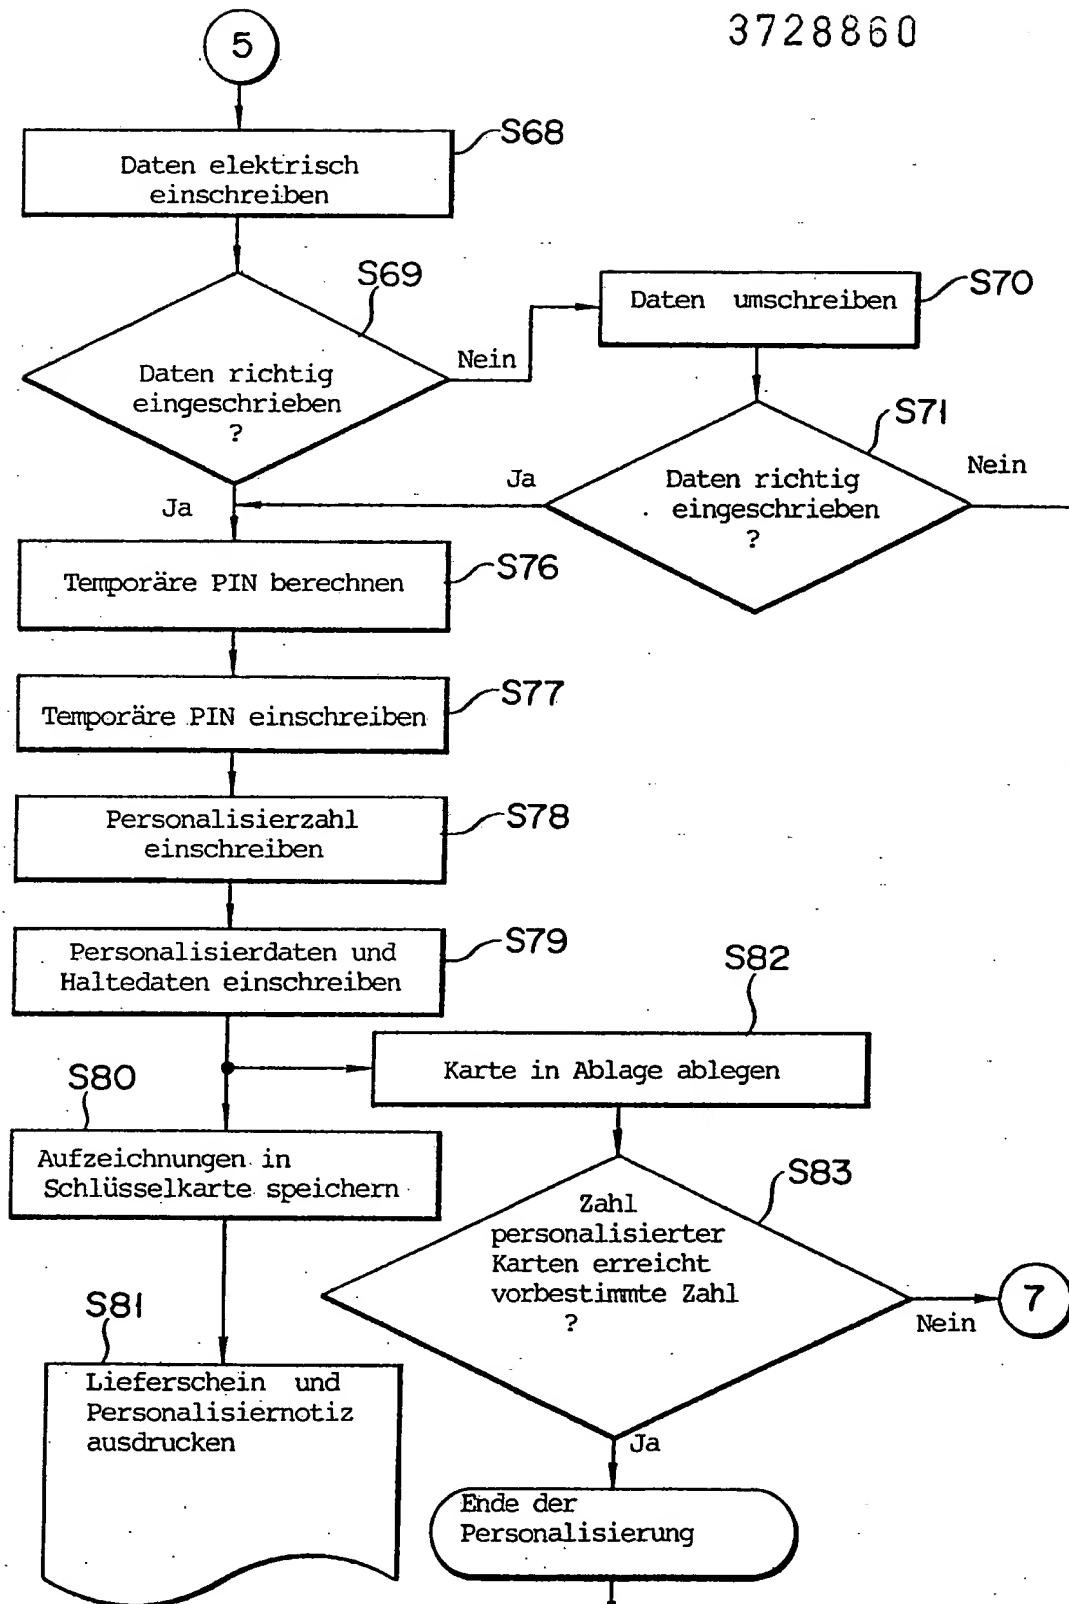 3728860
5
S68
Daten elektrisch
einschreiben
S69
Daten richtig
eingeschrieben
?
Nein
Ja
S70
Daten umschreiben
S71
Daten richtig
eingeschrieben
?
Ja
Nein
S76
Temporäre PIN berechnen
S77
Temporäre PIN einschreiben
S78
Personalisierzahl
einschreiben
S79
Personalisierdaten und
Haltedaten einschreiben
S80
Aufzeichnungen in
Schlüsselkarte speichern
S81
Lieferschein und
Personalisiernotiz
ausdrucken
S82
Karte in Ablage ablegen
S83
Zahl
personalisierter
Karten erreicht
vorbestimmte Zahl
?
Nein
7
Ja
Ende der
Personalisierung